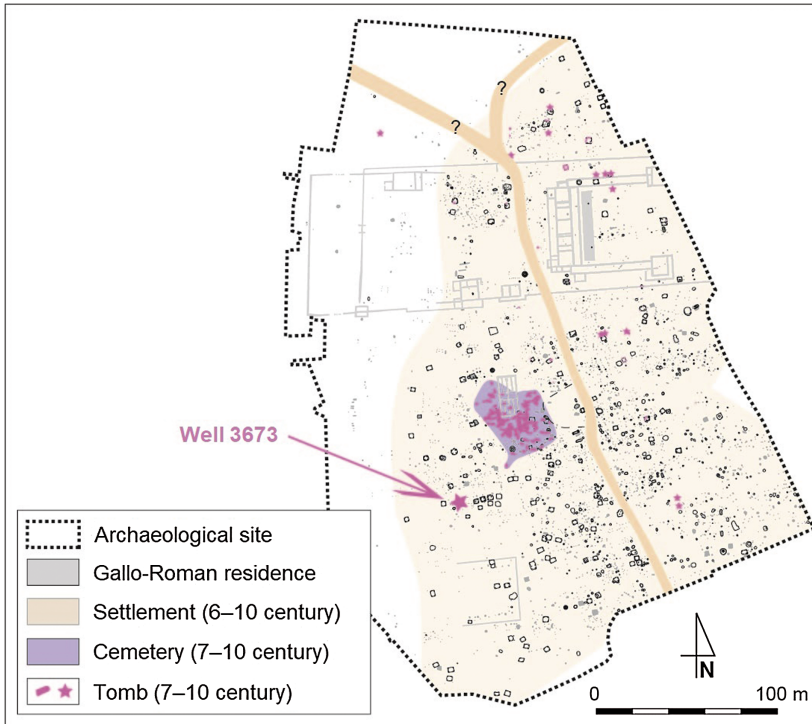 ?
?
Well 3673
Archaeological site
Gallo-Roman residence
Settlement (6–10 century)
Cemetery (7–10 century)
Tomb (7–10 century)
N
0 100 m